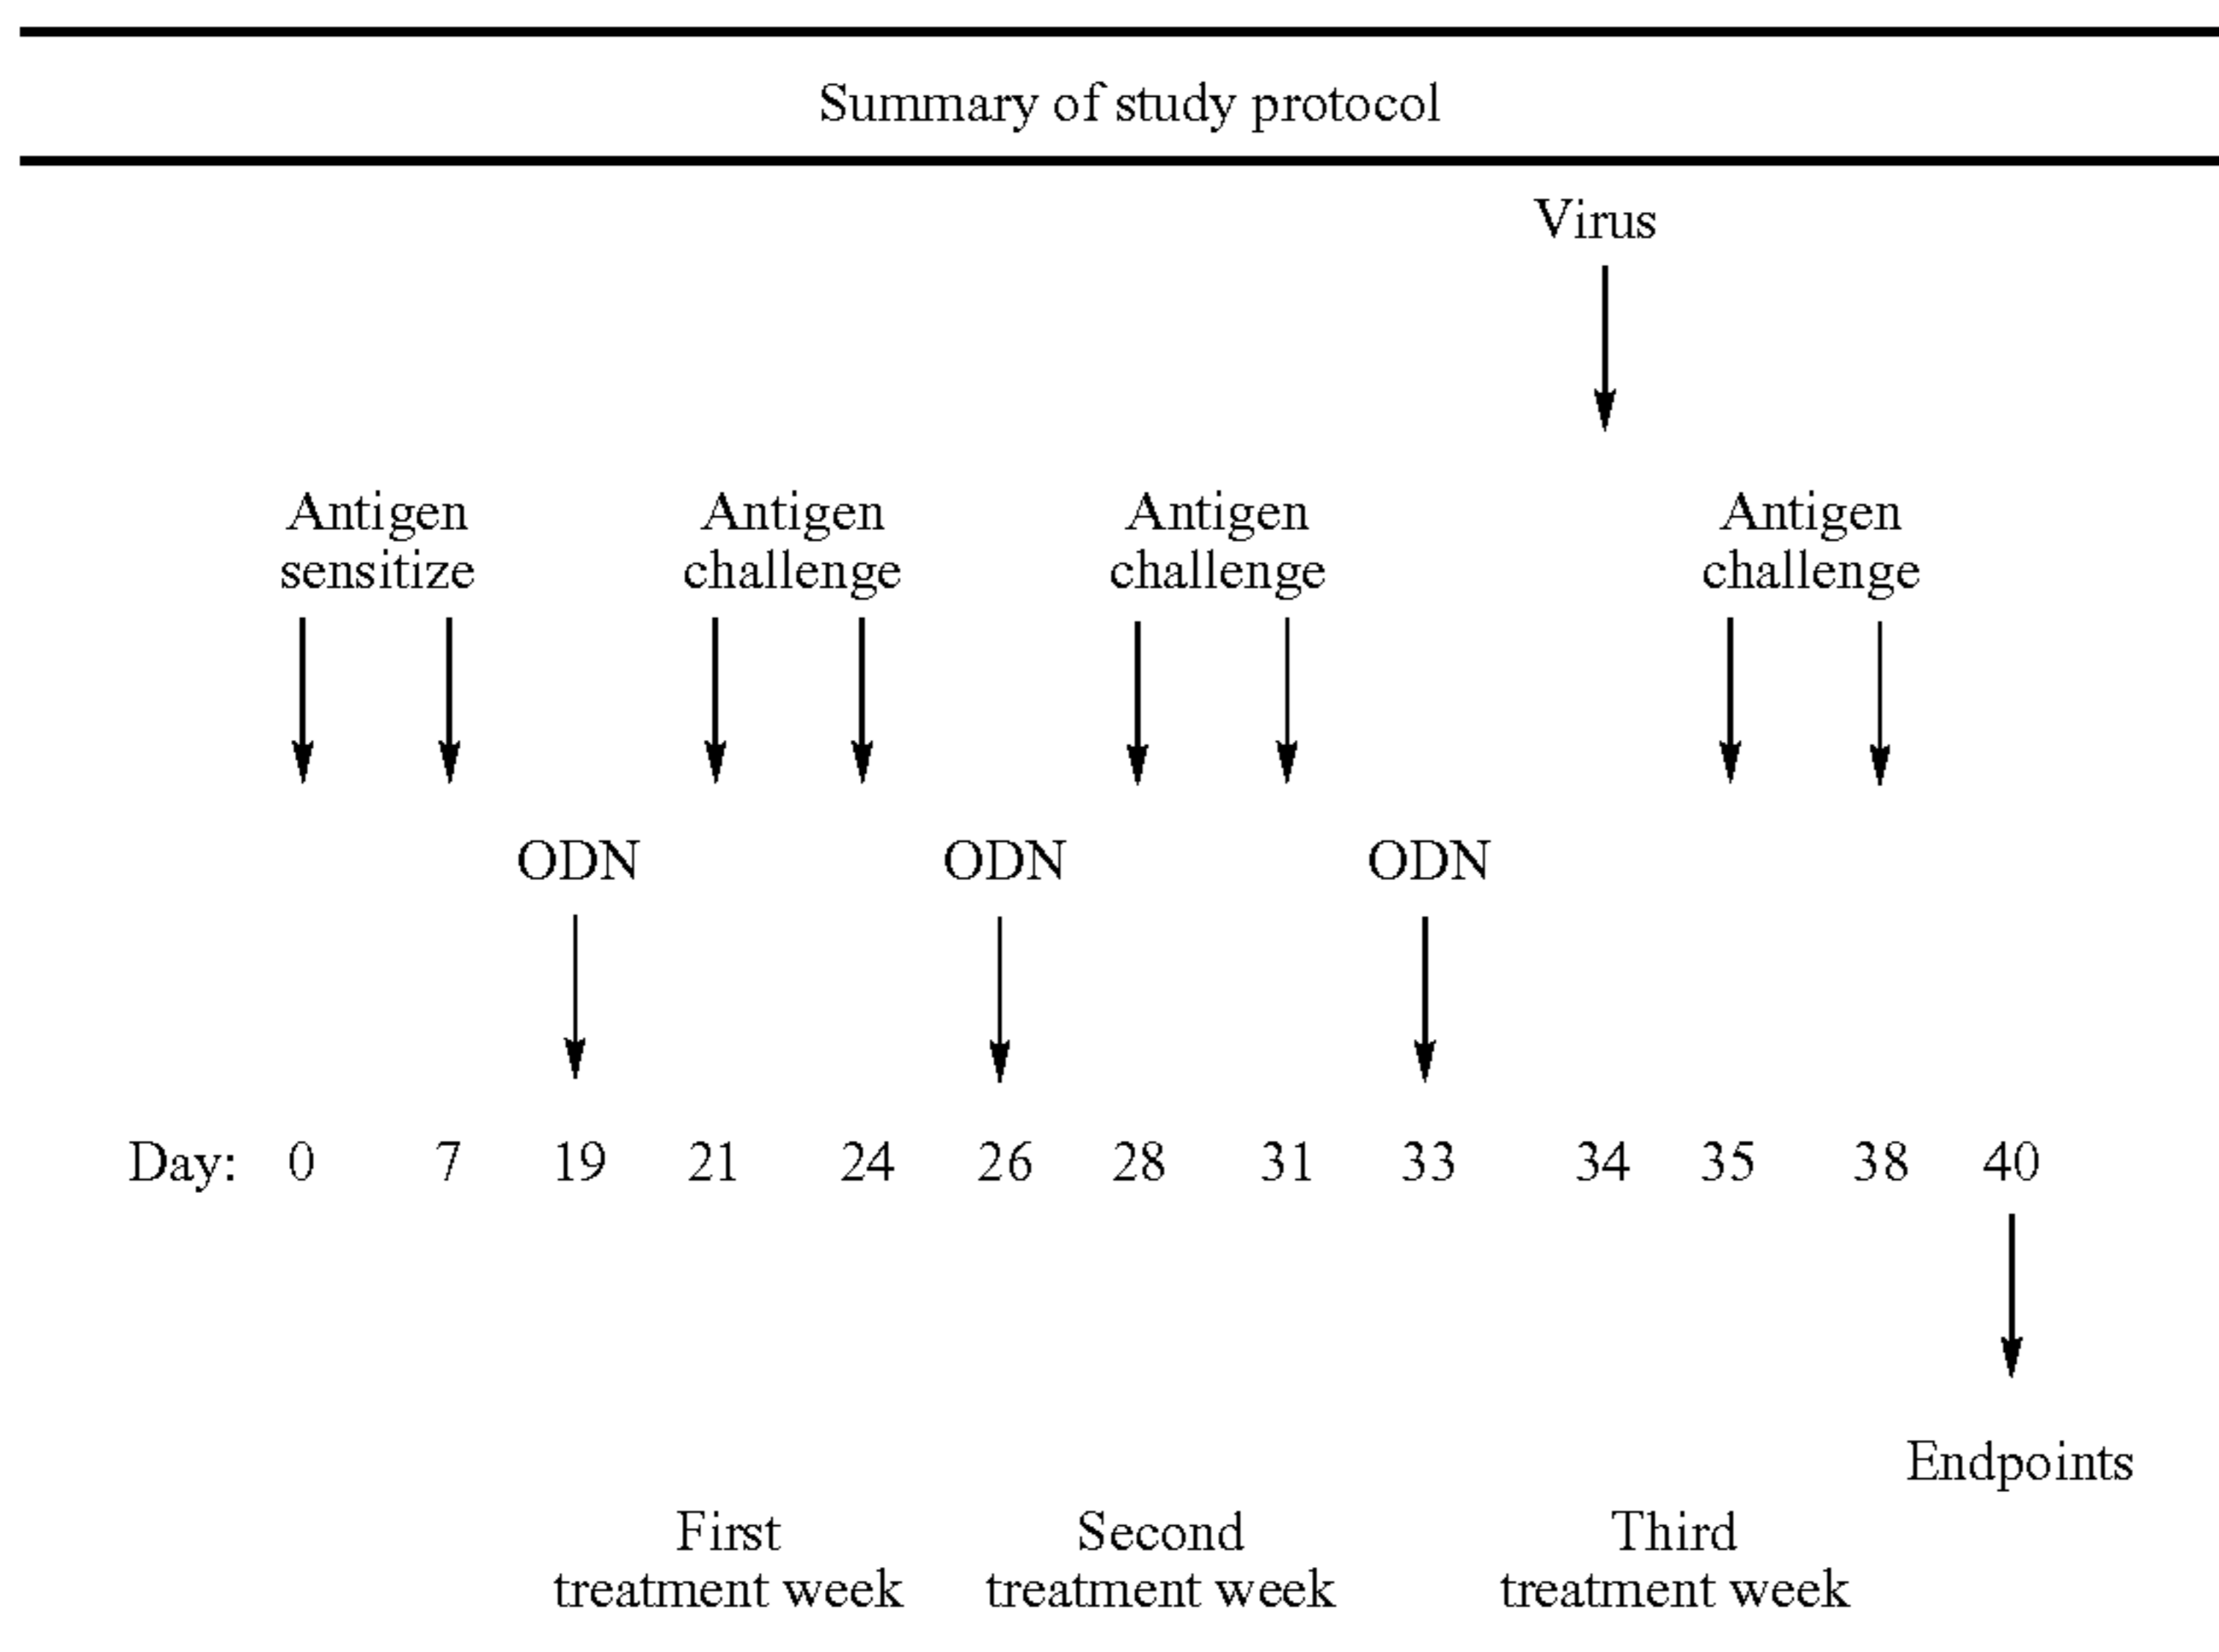 Summary of study protocol
Virus
Antigen sensitize
Antigen challenge
Antigen challenge
Antigen challenge
ODN ODN ODN
Day: 0 7 19 21 24 26 28 31 33 34 35 38 40
Endpoints
First treatment week
Second treatment week
Third treatment week